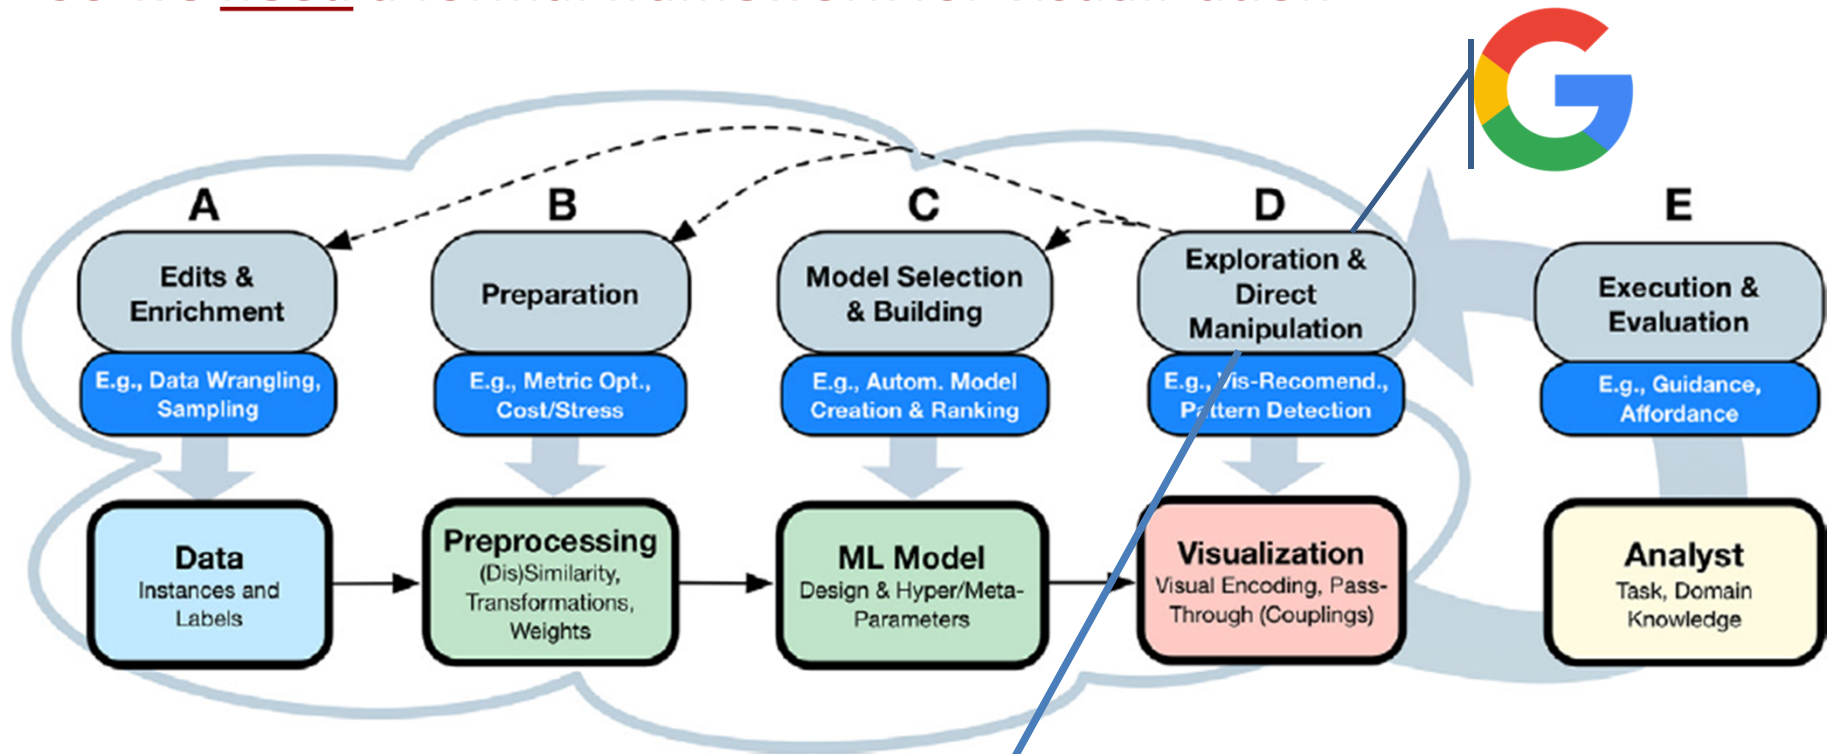 A
B
C
D
E
Edits &
Enrichment
E.g., Data Wrangling,
Sampling
Preparation
E.g., Metric Opt.,
Cost/Stress
Model Selection
& Building
E.g., Autom. Model
Creation & Ranking
Exploration &
Direct
Manipulation
E.g., Vis-Recomend.,
Pattern Detection
Execution &
Evaluation
E.g., Guidance,
Affordance
Data
Instances and
Labels
Preprocessing
(Dis)Similarity,
Transformations,
Weights
ML Model
Design & Hyper/Meta-
Parameters
Visualization
Visual Encoding, Pass-
Through (Couplings)
Analyst
Task, Domain
Knowledge